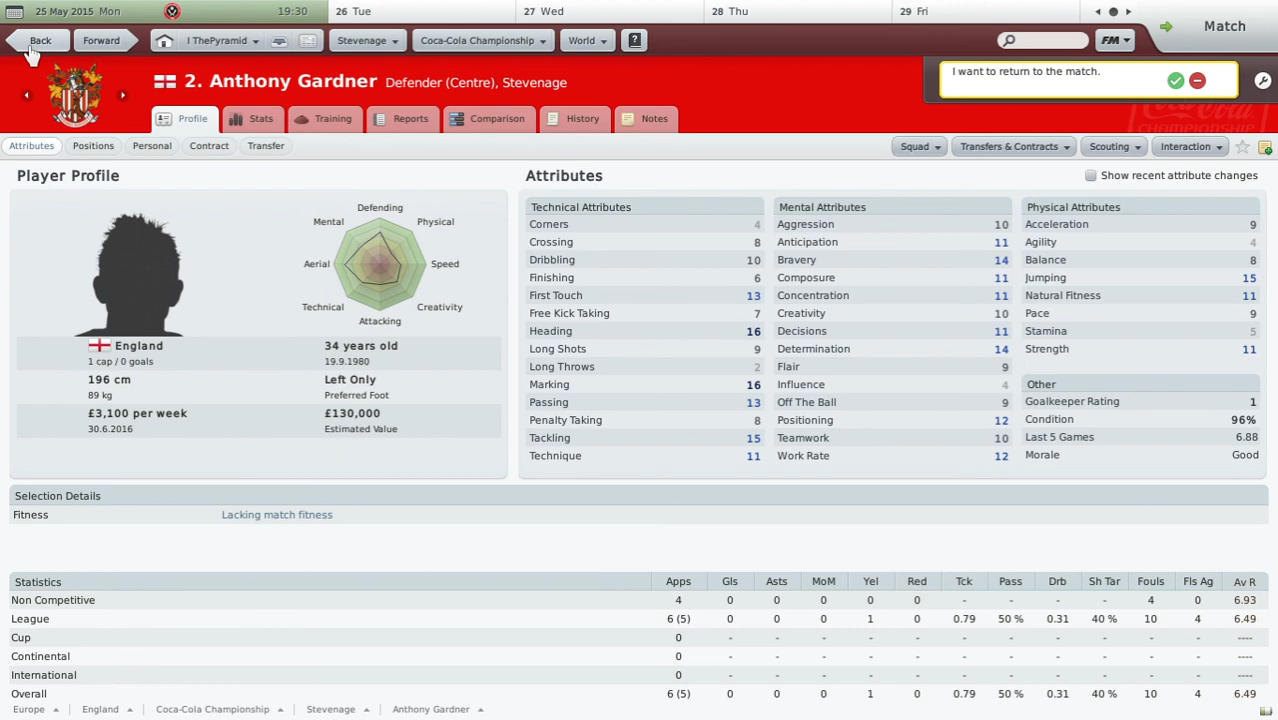 25 May 2015 Mon 19:30 26 Tue 27 Wed 28 Thu 29 Fri
Back Forward I ThePyramid Stevenage Coca-Cola Championship World ? FM Match
2. Anthony Gardner Defender (Centre), Stevenage
I want to return to the match.
Profile Stats Training Reports Comparison History Notes
Attributes Positions Personal Contract Transfer Squad Transfers & Contracts Scouting Interaction
Player Profile
Defending
Mental Physical
Aerial Speed
Technical Creativity
Attacking
England 34 years old
1 cap / 0 goals 19.9.1980
196 cm Left Only
89 kg Preferred Foot
£3,100 per week £130,000
30.6.2016 Estimated Value
Attributes Show recent attribute changes
Technical Attributes Mental Attributes Physical Attributes
Corners 4 Aggression 10 Acceleration 9
Crossing 8 Anticipation 11 Agility 4
Dribbling 10 Bravery 14 Balance 8
Finishing 6 Composure 11 Jumping 15
First Touch 13 Concentration 11 Natural Fitness 11
Free Kick Taking 7 Creativity 10 Pace 9
Heading 16 Decisions 11 Stamina 5
Long Shots 9 Determination 14 Strength 11
Long Throws 2 Flair 9
Marking 16 Influence 4 Other
Passing 13 Off The Ball 9 Goalkeeper Rating 1
Penalty Taking 8 Positioning 12 Condition 96%
Tackling 15 Teamwork 10 Last 5 Games 6.88
Technique 11 Work Rate 12 Morale Good
Selection Details
Fitness Lacking match fitness
Statistics Apps Gls Asts MoM Yel Red Tck Pass Drb Sh Tar Fouls Fls Ag Av R
Non Competitive 4 0 0 0 0 0 - - - - 4 0 6.93
League 6 (5) 0 0 0 1 0 0.79 50 % 0.31 40 % 10 4 6.49
Cup 0 - - - - - - - - - - - ----
Continental 0 - - - - - - - - - - - ----
International 0 - - - - - - - - - - - ----
Overall 6 (5) 0 0 0 1 0 0.79 50 % 0.31 40 % 10 4 6.49
Europe England Coca-Cola Championship Stevenage Anthony Gardner